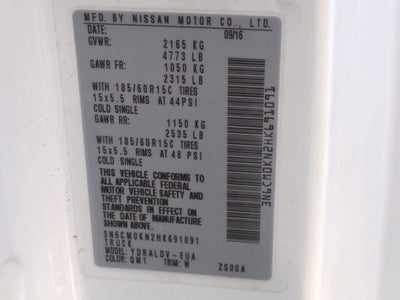 MFD. BY NISSAN MOTOR CO., LTD.
DATE: 09/16
GVWR: 2165 KG
4773 LB
GAWR FR: 1050 KG
2315 LB
WITH 185/60R15C TIRES
15x5.5 RIMS AT 44PSI
COLD SINGLE
GAWR RR: 1150 KG
2535 LB
WITH 185/60R15C TIRES
15x5.5 RIMS AT 48 PSI
COLD SINGLE
THIS VEHICLE CONFORMS TO
ALL APPLICABLE FEDERAL
MOTOR VEHICLE SAFETY AND
THEFT PREVENTION
STANDARDS IN EFFECT ON
THE DATE OF MANUFACTURE
SHOWN ABOVE.
3N6CM0KN2HK691091
TRUCK
MODEL: YDRALDV-EUA
COLOR: QM1 TRIM: W
ZS00A
3N6CM0KN2HK691091